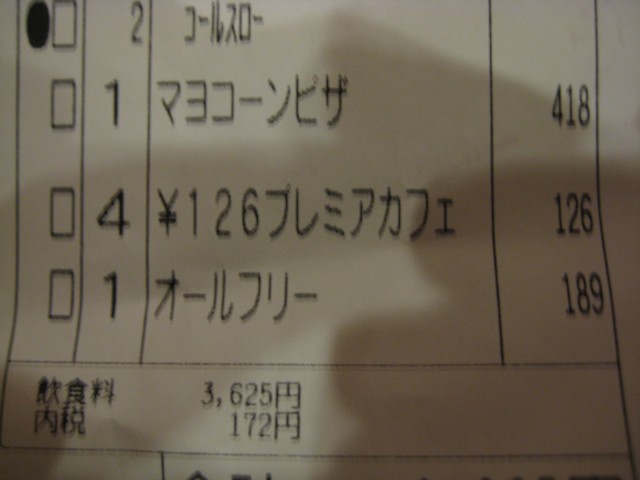 2 コールスロー
1 マヨコーンピザ 418
4 ¥126プレミアカフェ 126
1 オールフリー 189
飲食料 3,625円
内税 172円